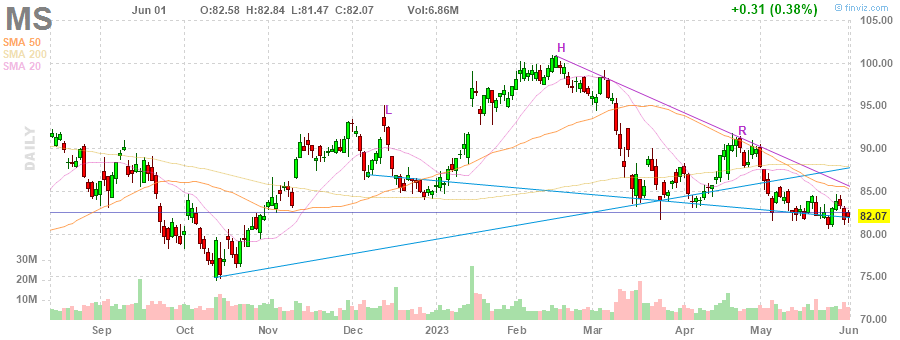 MS
Jun 01 O:82.58 H:82.84 L:81.47 C:82.07 Vol:6.86M +0.31 (0.38%)
© finviz.com
SMA 50
SMA 200
SMA 20
DAILY
L
H
R
105.00
100.00
95.00
90.00
85.00
82.07
80.00
75.00
70.00
30M
20M
10M
Sep Oct Nov Dec 2023 Feb Mar Apr May Jun